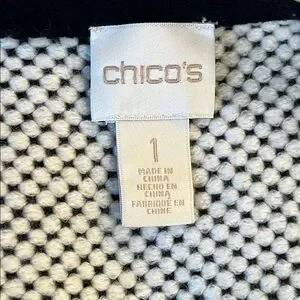 chico's
1
MADE IN
CHINA
HECHO EN
CHINA
FABRIQUÉ EN
CHINE